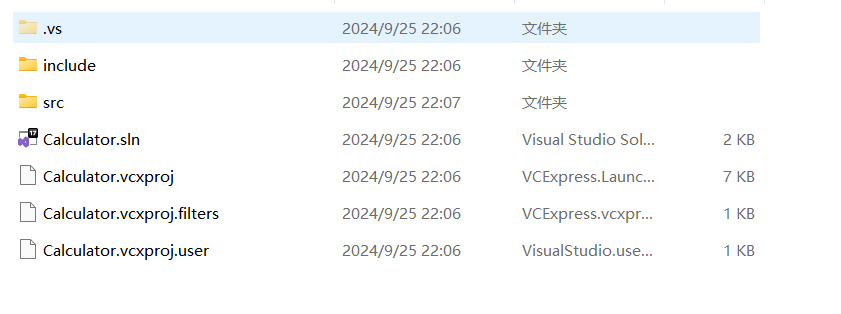 .vs 2024/9/25 22:06 文件夹
include 2024/9/25 22:06 文件夹
src 2024/9/25 22:07 文件夹
17
Calculator.sln 2024/9/25 22:06 Visual Studio Sol... 2 KB
Calculator.vcxproj 2024/9/25 22:06 VCExpress.Launc... 7 KB
Calculator.vcxproj.filters 2024/9/25 22:06 VCExpress.vcxpr... 1 KB
Calculator.vcxproj.user 2024/9/25 22:06 VisualStudio.use... 1 KB